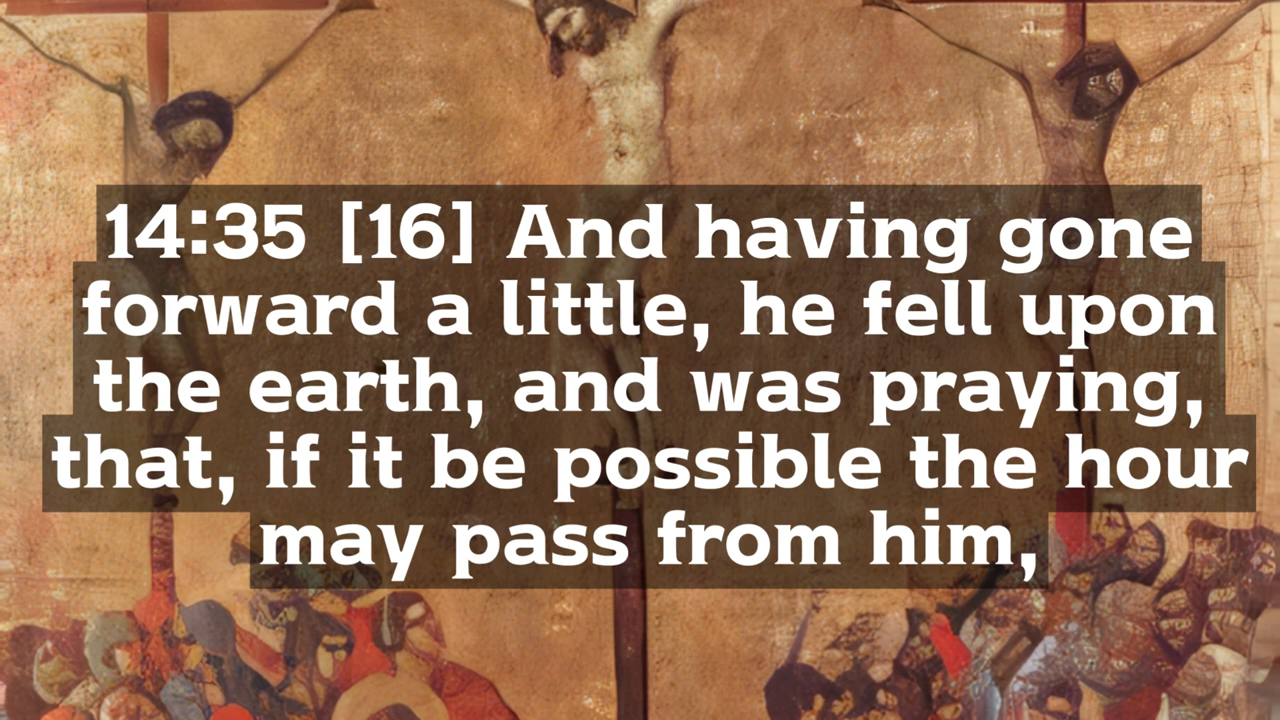 14:35 [16] And having gone
forward a little, he fell upon
the earth, and was praying,
that, if it be possible the hour
may pass from him,